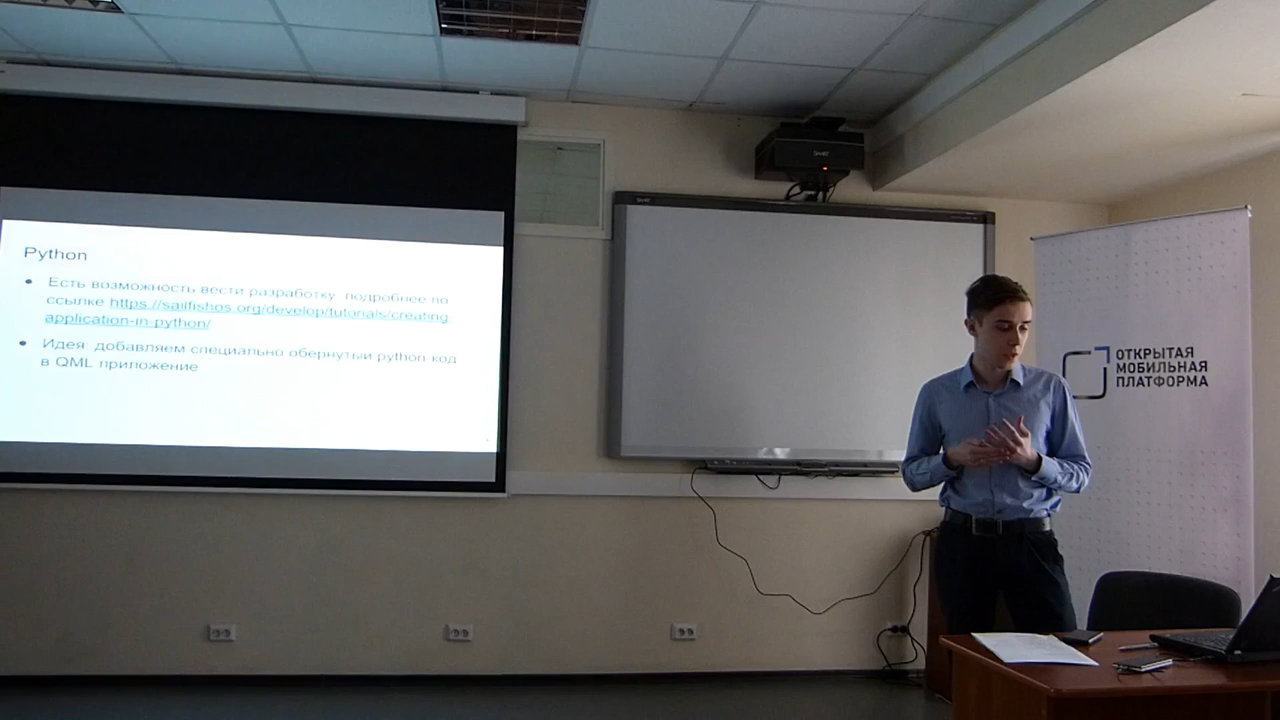 Python
Есть возможность вести разработку подробнее по
ссылке https://sailfishos.org/develop/tutorials/creating
application-in-python/
Идея добавляем специально обернутый python код
в QML приложение
SMART
ОТКРЫТАЯ
МОБИЛЬНАЯ
ПЛАТФОРМА